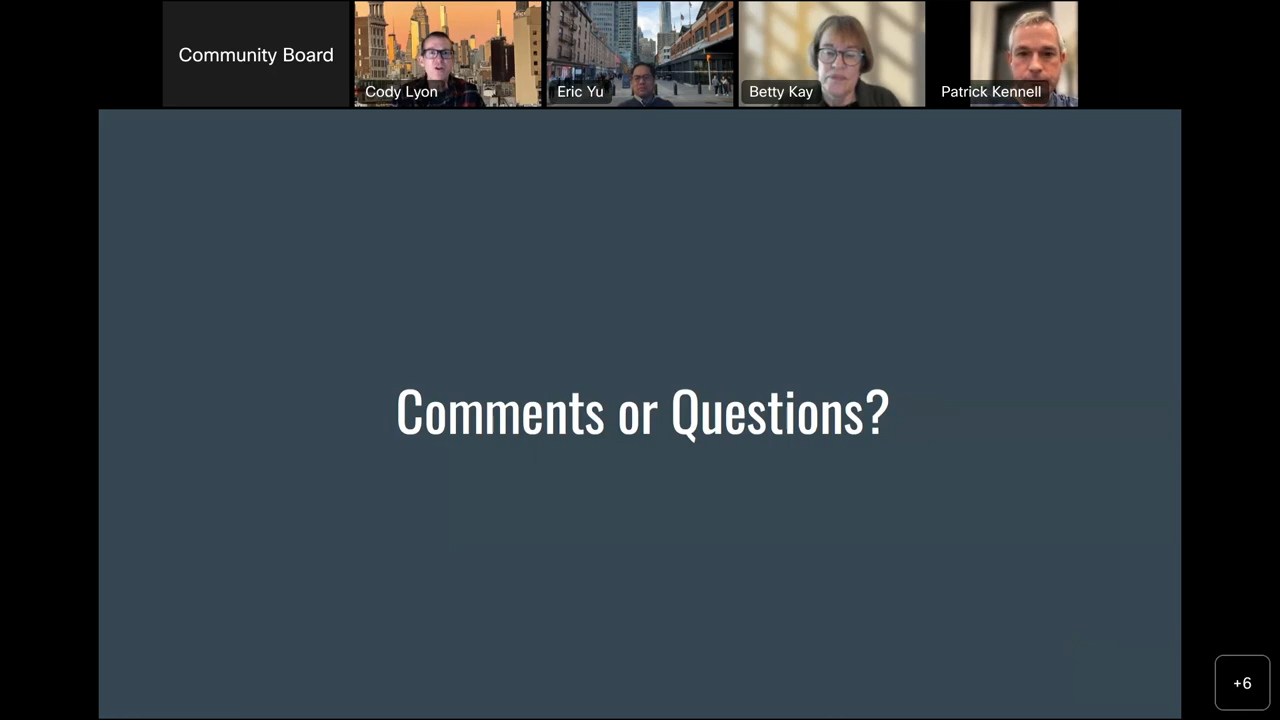 Community Board
Cody Lyon
Eric Yu
Betty Kay
Patrick Kennell
Comments or Questions?
+6